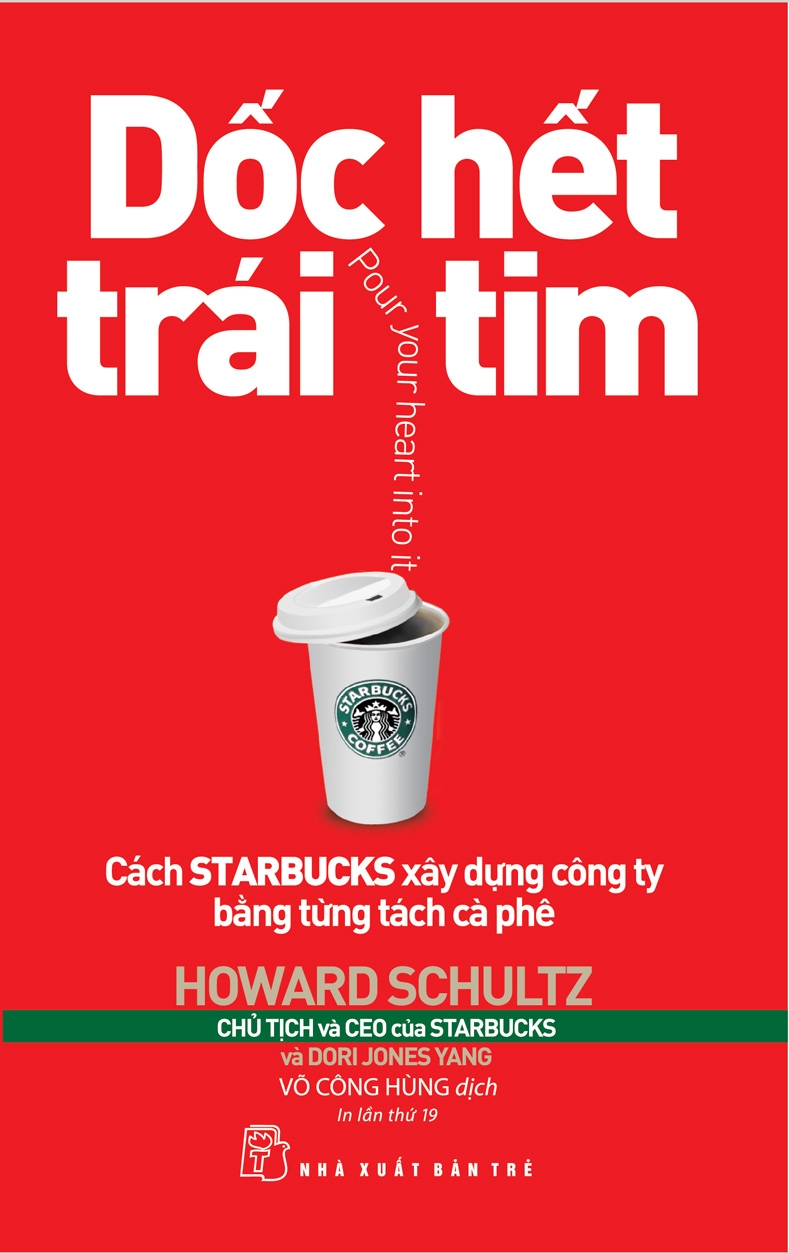 Dốc hết
trái tim
Pour your heart into it
STARBUCKS
COFFEE
®
Cách STARBUCKS xây dựng công ty
bằng từng tách cà phê
HOWARD SCHULTZ
CHỦ TỊCH và CEO của STARBUCKS
và DORI JONES YANG
VÕ CÔNG HÙNG dịch
In lần thứ 19
T
NHÀ XUẤT BẢN TRẺ